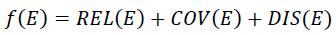 f(E) = REL(E) + COV(E) + DIS(E)